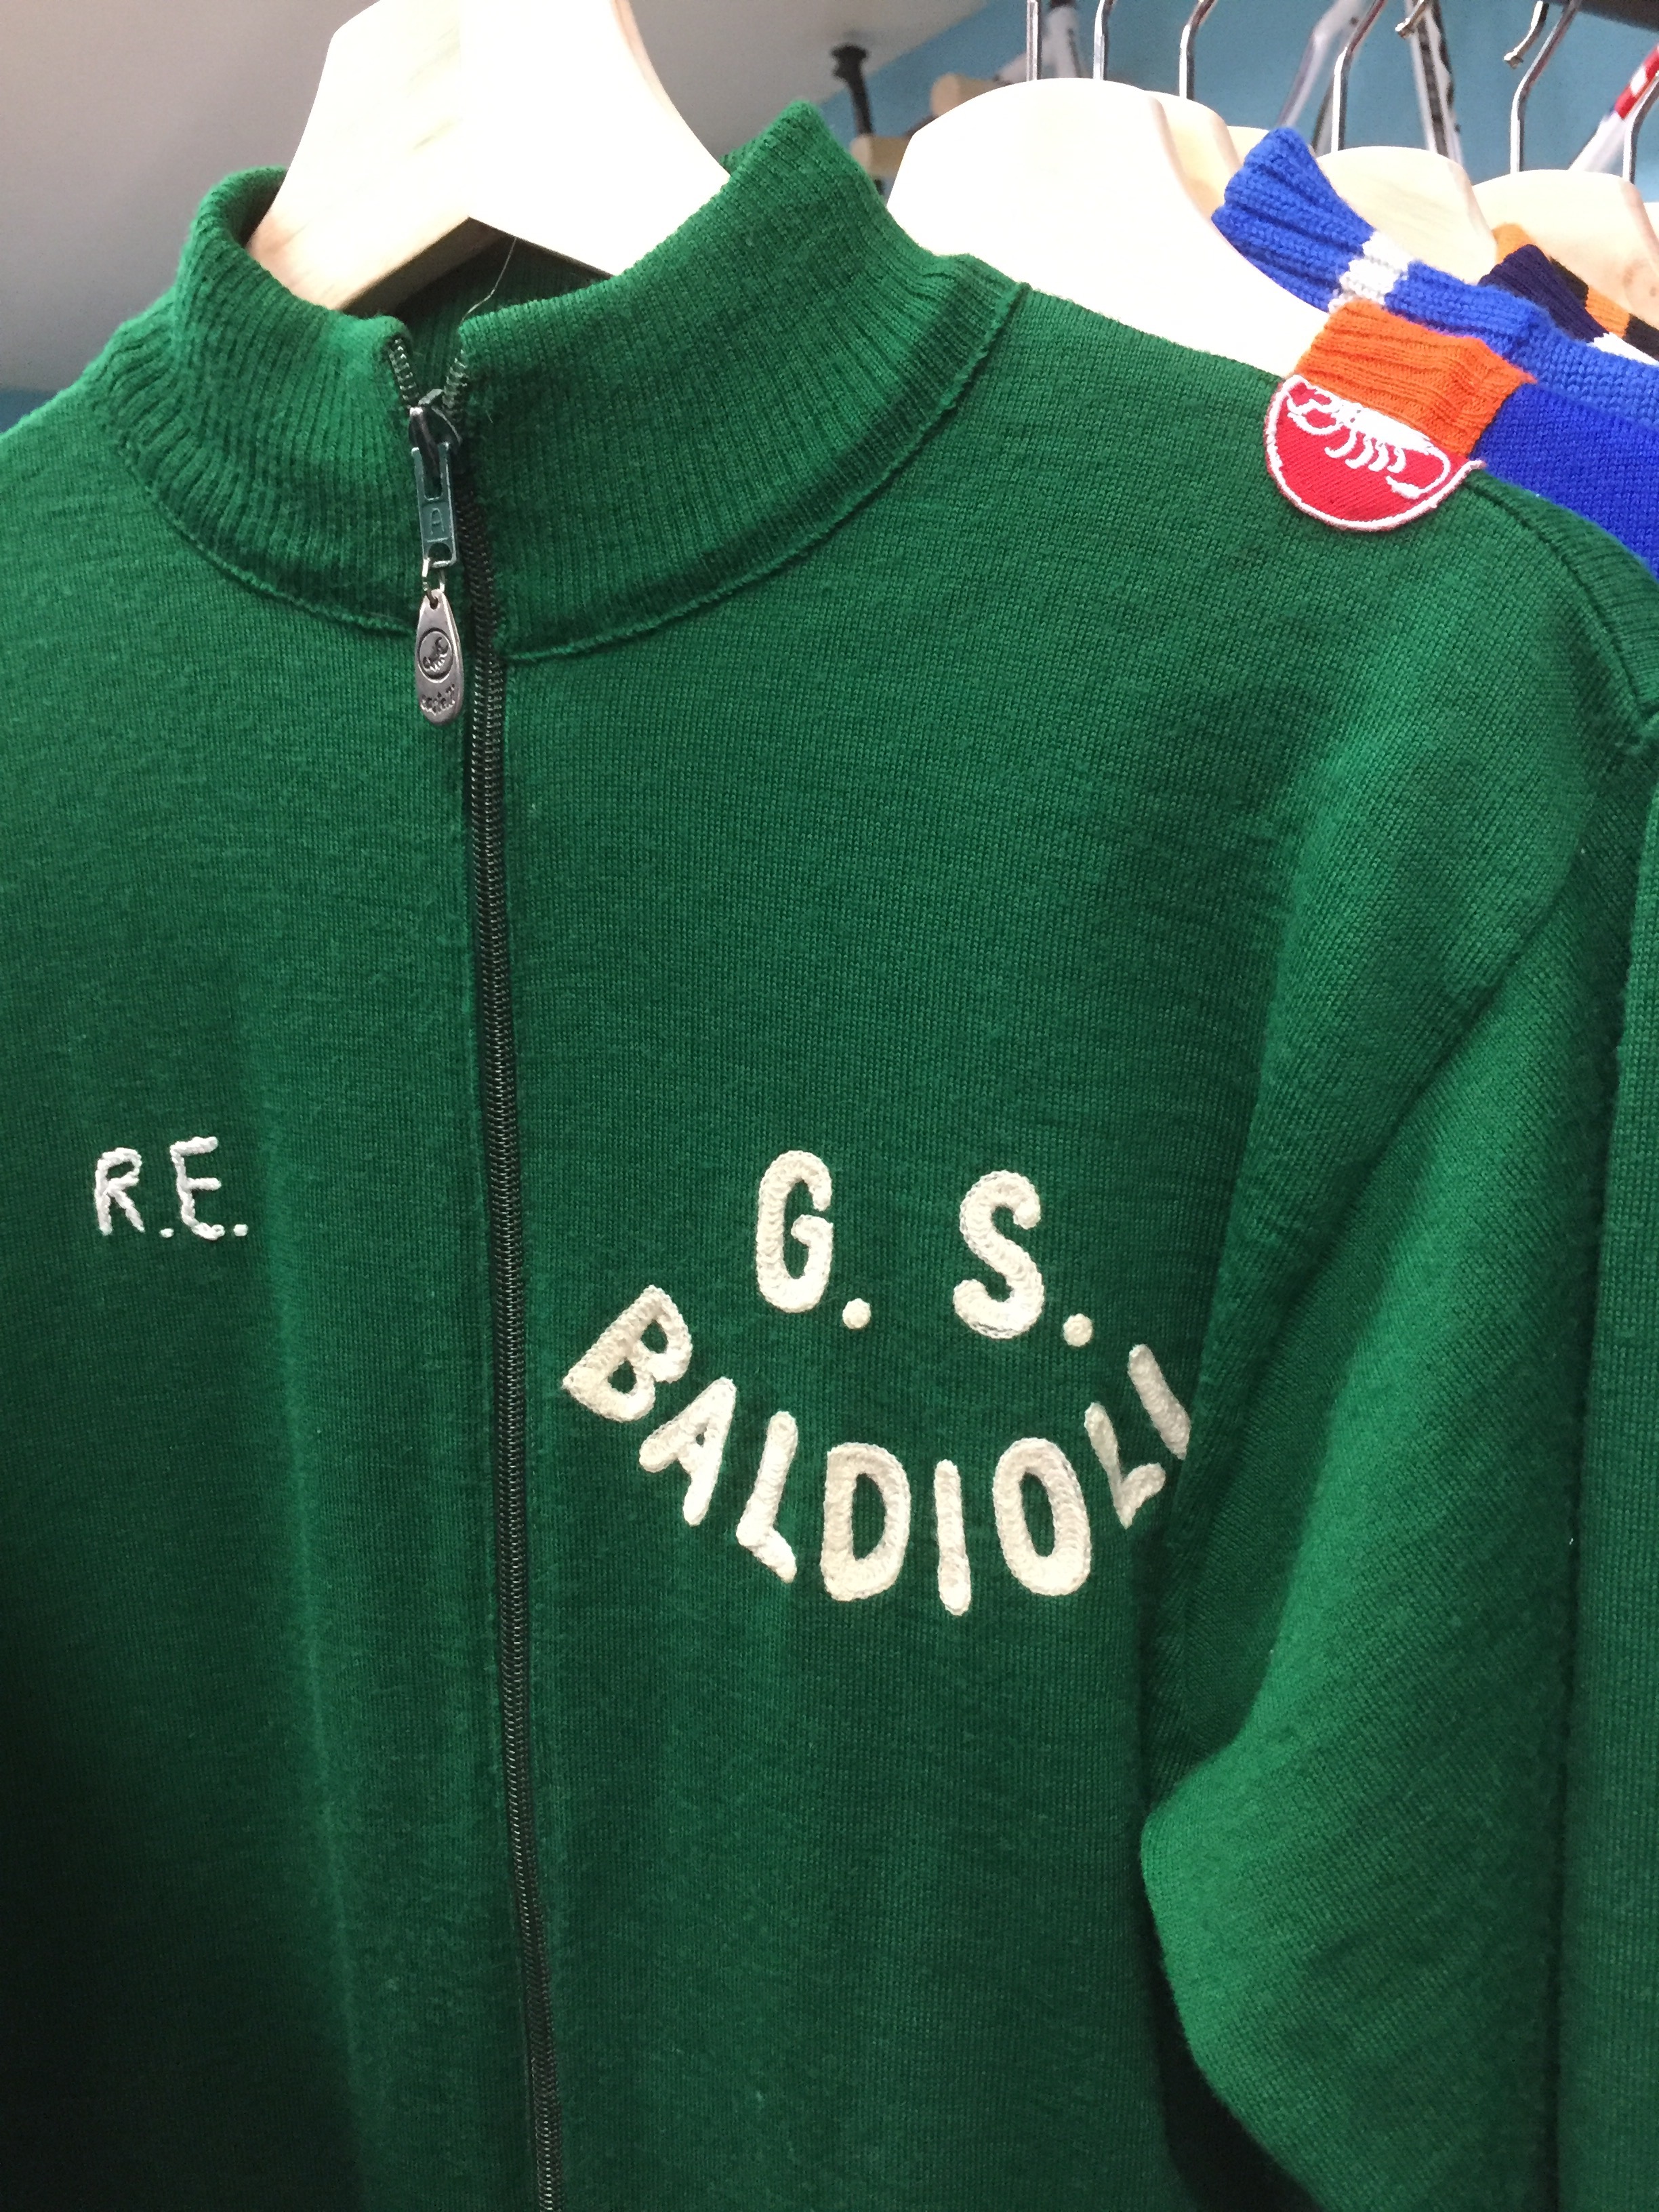 R.E.
G. S.
BALDIOLI
A